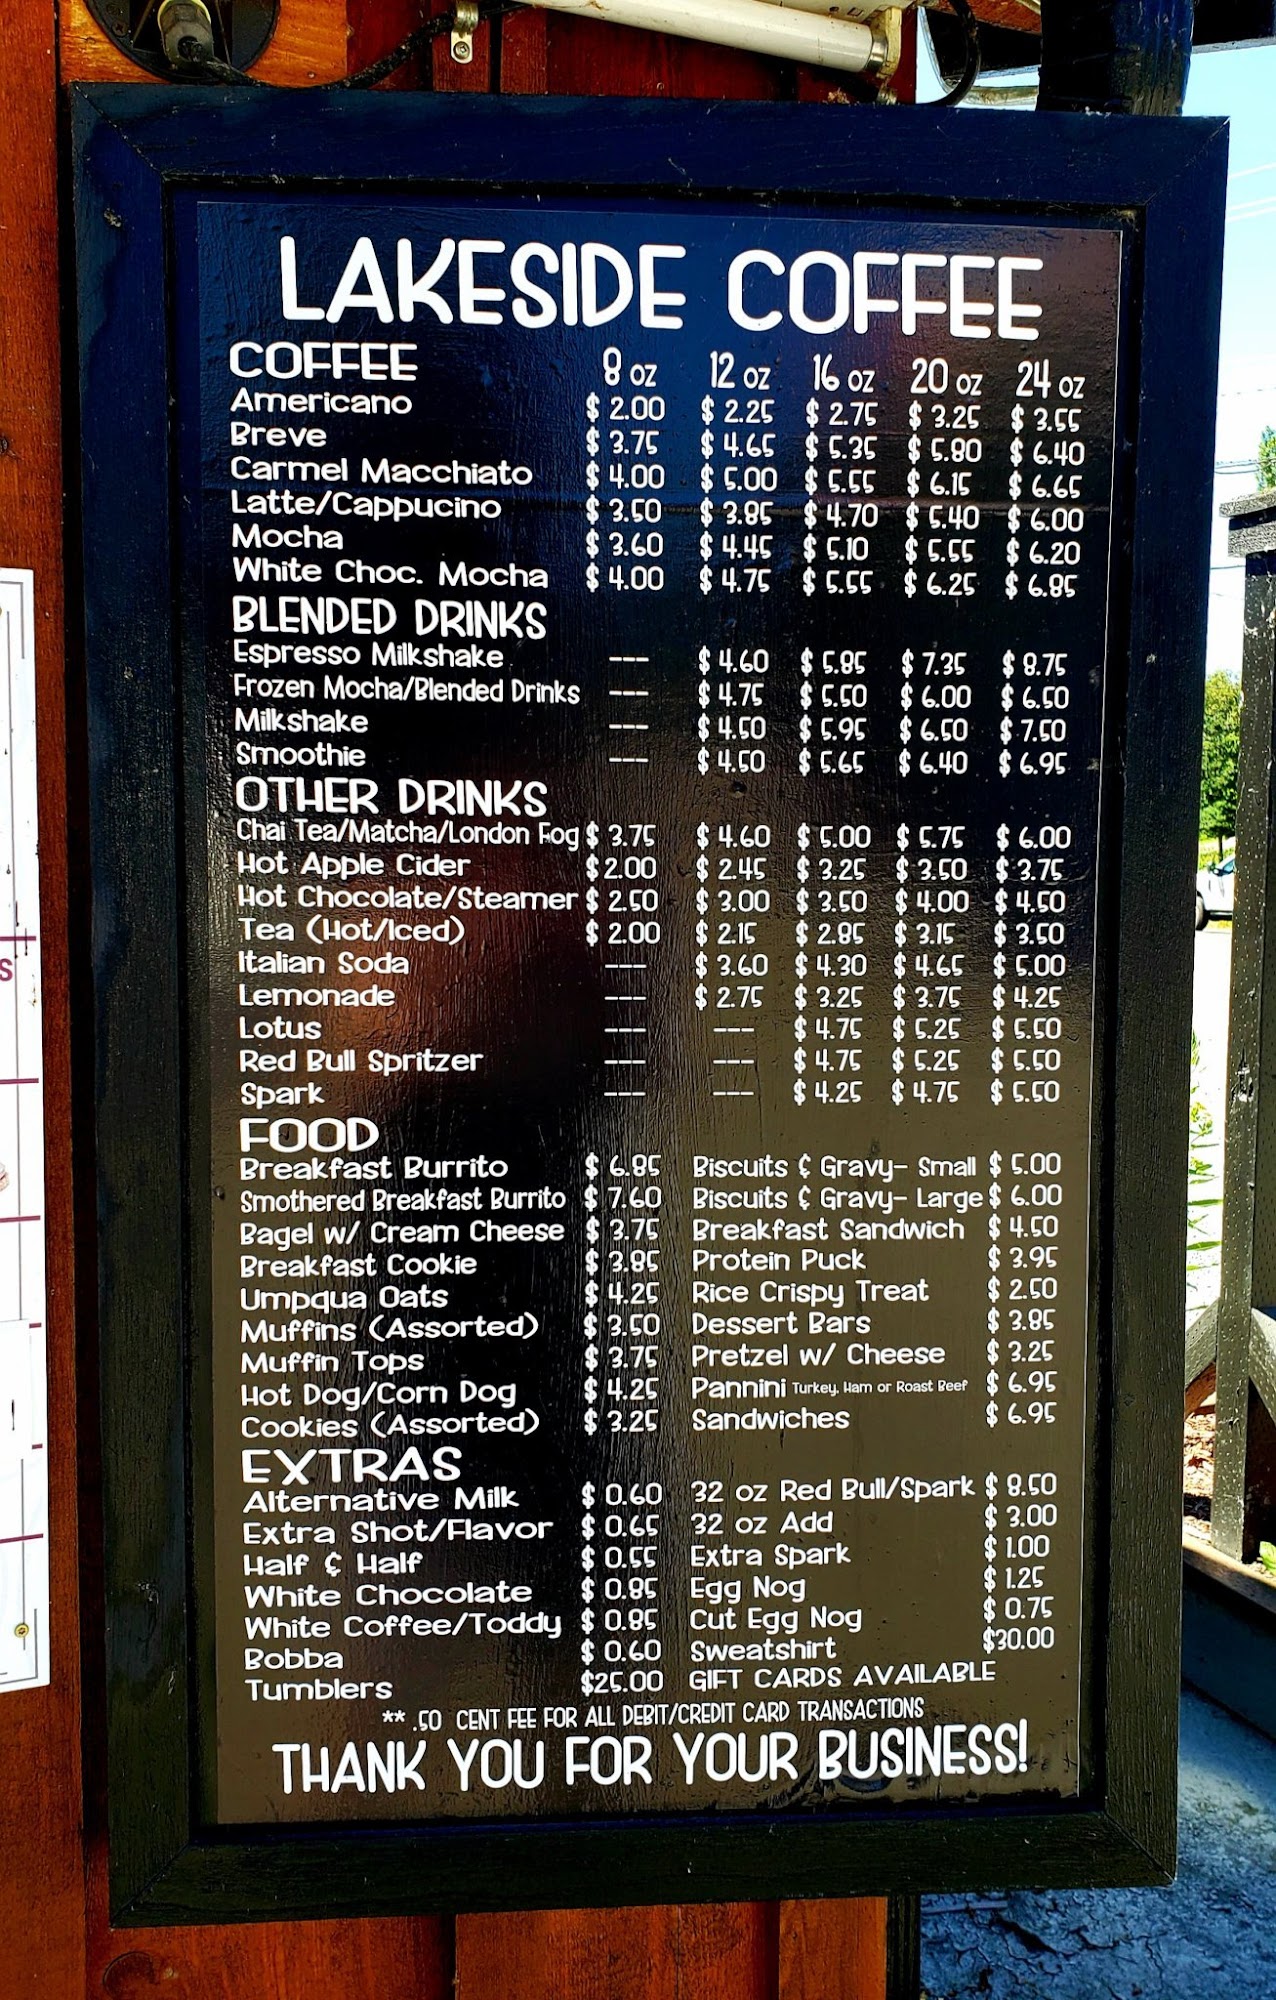 LAKESIDE COFFEE
COFFEE 8 oz 12 oz 16 oz 20 oz 24 oz
Americano $ 2.00 $ 2.25 $ 2.75 $ 3.25 $ 3.55
Breve $ 3.75 $ 4.65 $ 5.35 $ 5.80 $ 6.40
Carmel Macchiato $ 4.00 $ 5.00 $ 5.55 $ 6.15 $ 6.65
Latte/Cappucino $ 3.50 $ 3.85 $ 4.70 $ 5.40 $ 6.00
Mocha $ 3.60 $ 4.45 $ 5.10 $ 5.55 $ 6.20
White Choc. Mocha $ 4.00 $ 4.75 $ 5.55 $ 6.25 $ 6.85
BLENDED DRINKS
Espresso Milkshake --- $ 4.60 $ 5.85 $ 7.35 $ 8.75
Frozen Mocha/Blended Drinks --- $ 4.75 $ 5.50 $ 6.00 $ 6.50
Milkshake --- $ 4.50 $ 5.95 $ 6.50 $ 7.50
Smoothie --- $ 4.50 $ 5.65 $ 6.40 $ 6.95
OTHER DRINKS
Chai Tea/Matcha/London Fog $ 3.75 $ 4.60 $ 5.00 $ 5.75 $ 6.00
Hot Apple Cider $ 2.00 $ 2.45 $ 3.25 $ 3.50 $ 3.75
Hot Chocolate/Steamer $ 2.50 $ 3.00 $ 3.50 $ 4.00 $ 4.50
Tea (Hot/Iced) $ 2.00 $ 2.15 $ 2.85 $ 3.15 $ 3.50
Italian Soda --- $ 3.60 $ 4.30 $ 4.65 $ 5.00
Lemonade --- $ 2.75 $ 3.25 $ 3.75 $ 4.25
Lotus --- --- $ 4.75 $ 5.25 $ 5.50
Red Bull Spritzer --- --- $ 4.75 $ 5.25 $ 5.50
Spark --- --- $ 4.25 $ 4.75 $ 5.50
FOOD
Breakfast Burrito $ 6.85 Biscuits & Gravy- Small $ 5.00
Smothered Breakfast Burrito $ 7.60 Biscuits & Gravy- Large $ 6.00
Bagel w/ Cream Cheese $ 3.75 Breakfast Sandwich $ 4.50
Breakfast Cookie $ 3.85 Protein Puck $ 3.95
Umpqua Oats $ 4.25 Rice Crispy Treat $ 2.50
Muffins (Assorted) $ 3.50 Dessert Bars $ 3.85
Muffin Tops $ 3.75 Pretzel w/ Cheese $ 3.25
Hot Dog/Corn Dog $ 4.25 Pannini Turkey, Ham or Roast Beef $ 6.95
Cookies (Assorted) $ 3.25 Sandwiches $ 6.95
EXTRAS
Alternative Milk $ 0.60 32 oz Red Bull/Spark $ 8.50
Extra Shot/Flavor $ 0.65 32 oz Add $ 3.00
Half & Half $ 0.55 Extra Spark $ 1.00
White Chocolate $ 0.85 Egg Nog $ 1.25
White Coffee/Toddy $ 0.85 Cut Egg Nog $ 0.75
Bobba $ 0.60 Sweatshirt $30.00
Tumblers $25.00 GIFT CARDS AVAILABLE
** .50 CENT FEE FOR ALL DEBIT/CREDIT CARD TRANSACTIONS
THANK YOU FOR YOUR BUSINESS!